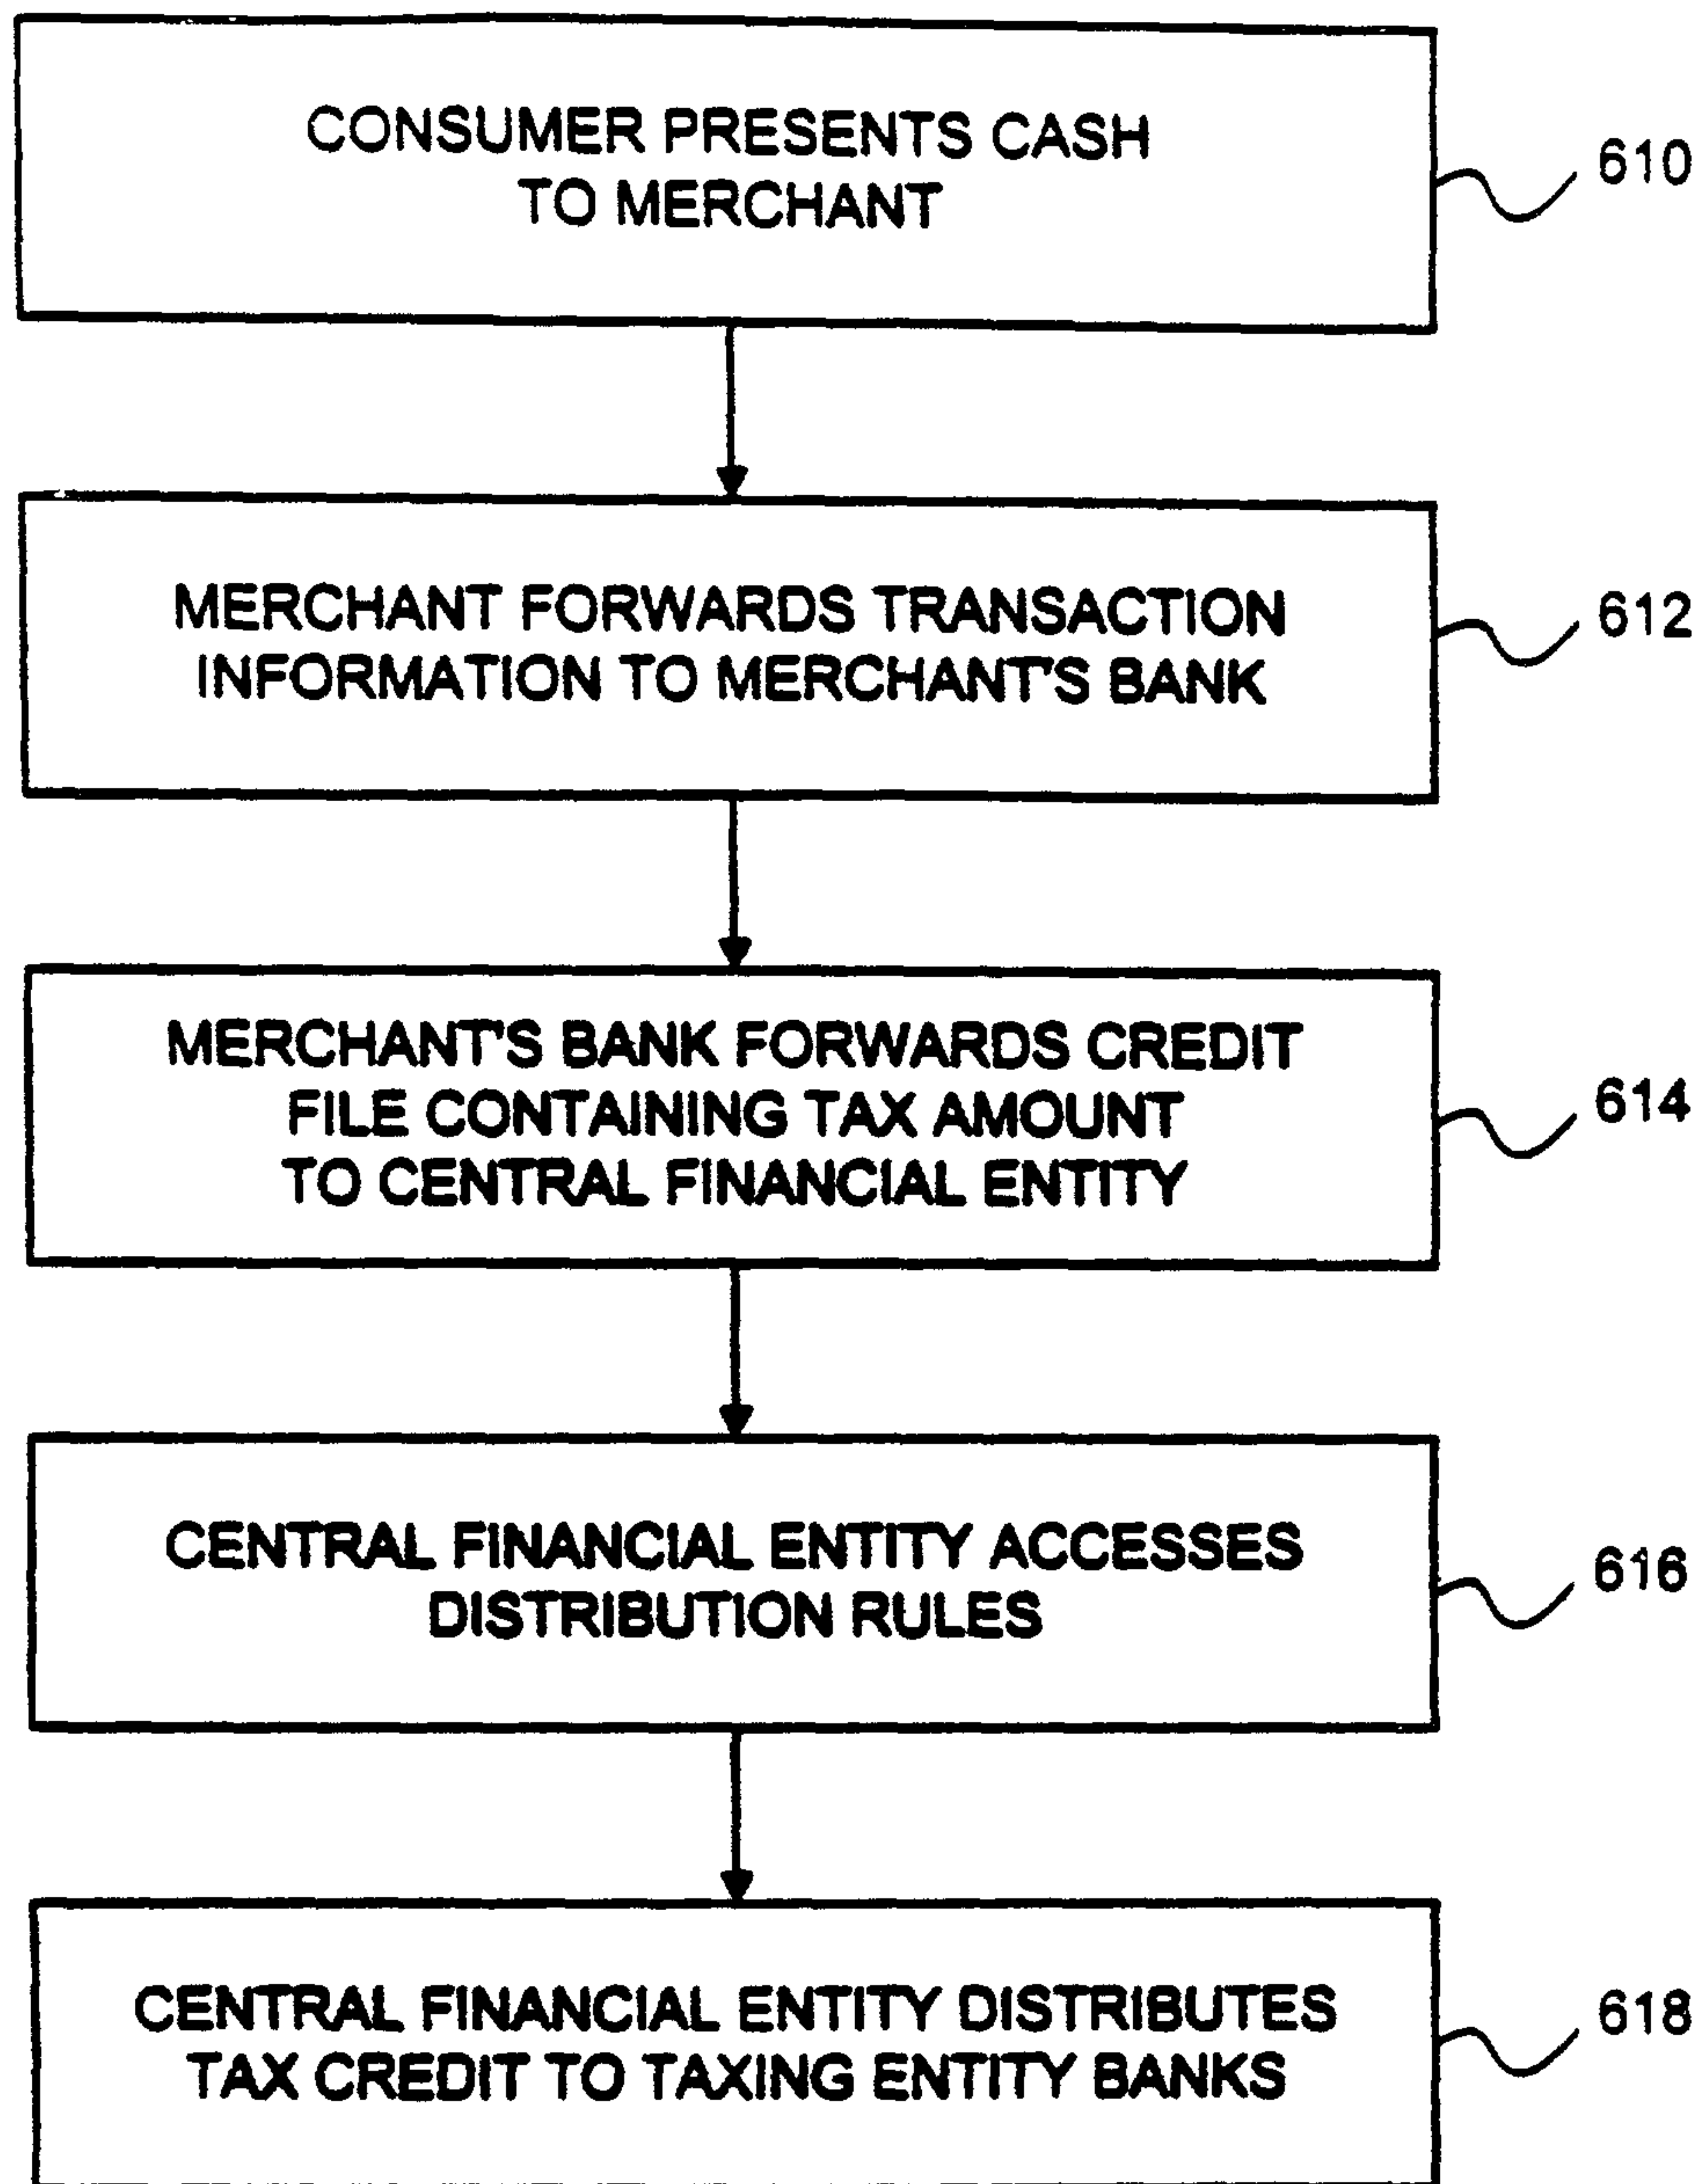 CONSUMER PRESENTS CASH
TO MERCHANT
610
MERCHANT FORWARDS TRANSACTION
INFORMATION TO MERCHANT'S BANK
612
MERCHANT'S BANK FORWARDS CREDIT
FILE CONTAINING TAX AMOUNT
TO CENTRAL FINANCIAL ENTITY
614
CENTRAL FINANCIAL ENTITY ACCESSES
DISTRIBUTION RULES
616
CENTRAL FINANCIAL ENTITY DISTRIBUTES
TAX CREDIT TO TAXING ENTITY BANKS
618